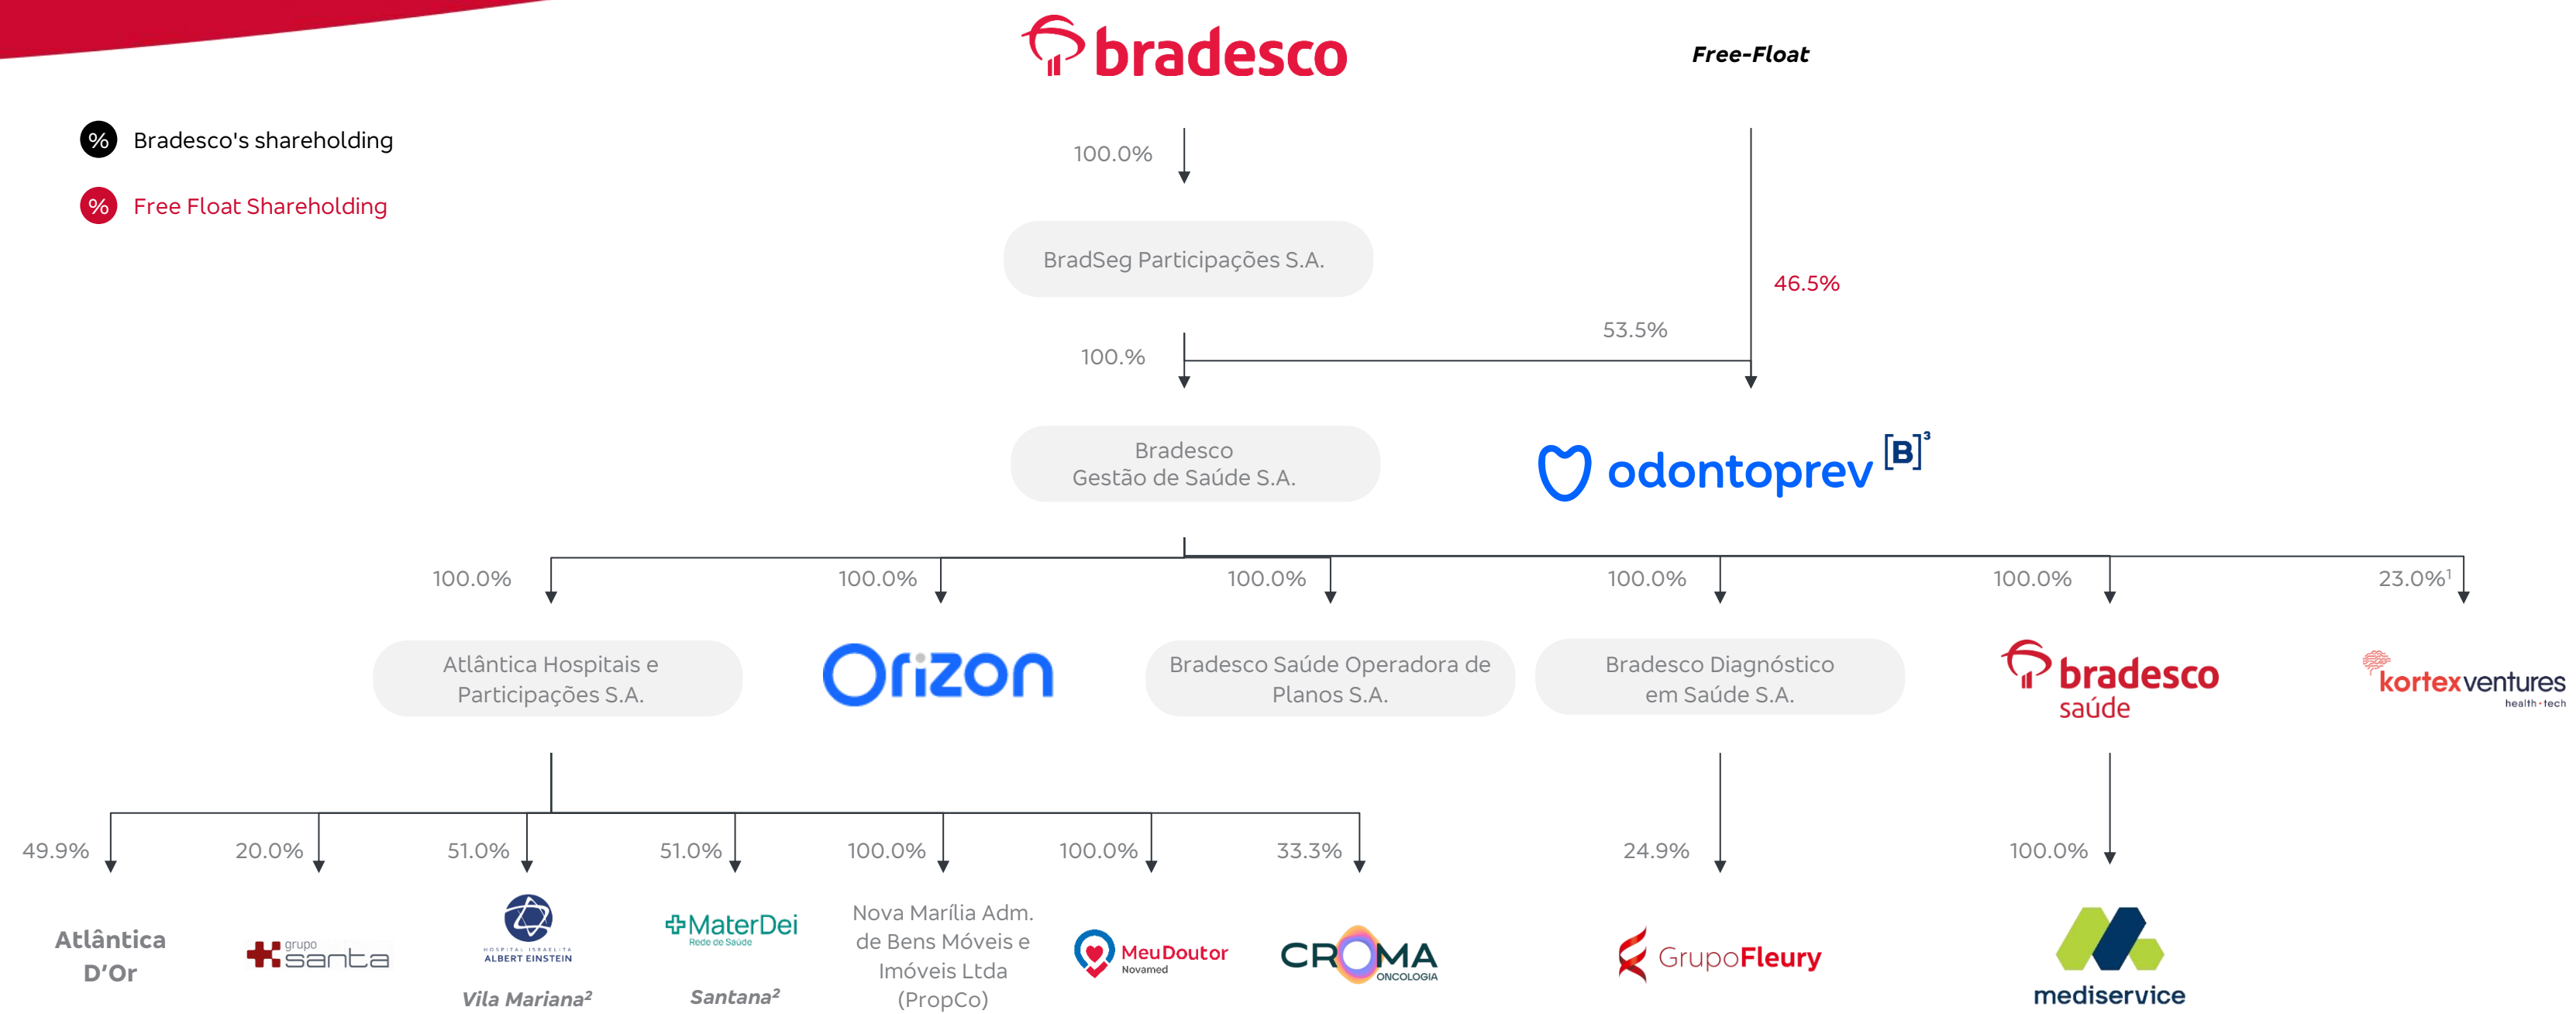 bradesco
Free-Float
% Bradesco's shareholding
% Free Float Shareholding
100.0%
BradSeg Participações S.A.
46.5%
53.5%
100.%
Bradesco
Gestão de Saúde S.A.
odontoprev [B]³
100.0% 100.0% 100.0% 100.0% 100.0% 23.0%¹
Atlântica Hospitais e
Participações S.A.
Orizon
Bradesco Saúde Operadora de
Planos S.A.
Bradesco Diagnóstico
em Saúde S.A.
bradesco
saúde
kortex ventures
health·tech
49.9% 20.0% 51.0% 51.0% 100.0% 100.0% 33.3% 24.9% 100.0%
Atlântica
D’Or
grupo
santa
HOSPITAL ISRAELITA
ALBERT EINSTEIN
Vila Mariana²
MaterDei
Rede de Saúde
Santana²
Nova Marília Adm.
de Bens Móveis e
Imóveis Ltda
(PropCo)
MeuDoutor
Novamed
CROMA
ONCOLOGIA
GrupoFleury
mediservice